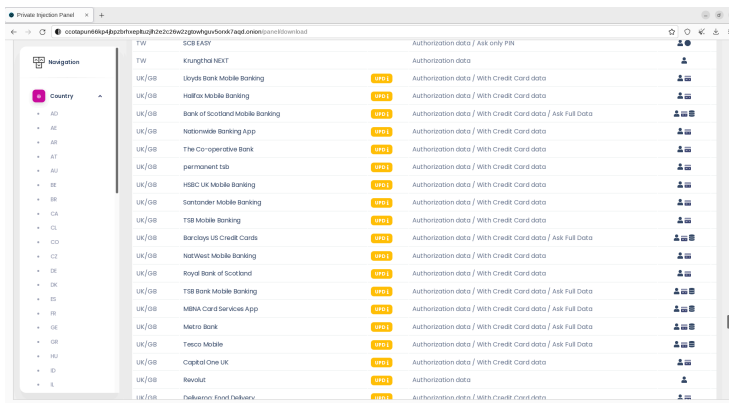 Private Injection Panel × +
ccotapun66kp4jbpzbrhxepltuzjlh2e2c26w2zgtowhguv5orxk7aqd.onion/panel/download
TW SCB EASY Authorization data / Ask only PIN
Navigation
TW Krungthai NEXT Authorization data
UK/GB Lloyds Bank Mobile Banking UPD Authorization data / With Credit Card data
Country
UK/GB Halifax Mobile Banking UPD Authorization data / With Credit Card data
AD
UK/GB Bank of Scotland Mobile Banking UPD Authorization data / With Credit Card data / Ask Full Data
AE
UK/GB Nationwide Banking App UPD Authorization data / With Credit Card data
AR
UK/GB The Co-operative Bank UPD Authorization data / With Credit Card data
AT
UK/GB permanent tsb UPD Authorization data / With Credit Card data
AU
BE
UK/GB HSBC UK Mobile Banking UPD Authorization data / With Credit Card data
BR
UK/GB Santander Mobile Banking UPD Authorization data / With Credit Card data
CA
UK/GB TSB Mobile Banking UPD Authorization data / With Credit Card data
CL
UK/GB Barclays US Credit Cards UPD Authorization data / With Credit Card data / Ask Full Data
CO
CZ
UK/GB NatWest Mobile Banking UPD Authorization data / With Credit Card data
DE
UK/GB Royal Bank of Scotland UPD Authorization data / With Credit Card data
DK
UK/GB TSB Bank Mobile Banking UPD Authorization data / With Credit Card data / Ask Full Data
ES
UK/GB MBNA Card Services App UPD Authorization data / With Credit Card data / Ask Full Data
FR
UK/GB Metro Bank UPD Authorization data / With Credit Card data / Ask Full Data
GE
GB
UK/GB Tesco Mobile UPD Authorization data / With Credit Card data / Ask Full Data
HU
UK/GB Capital One UK UPD Authorization data / With Credit Card data
ID
UK/GB Revolut UPD Authorization data
IL
UK/GB Deliveroo: Food Delivery UPD Authorization data / With Credit Card data